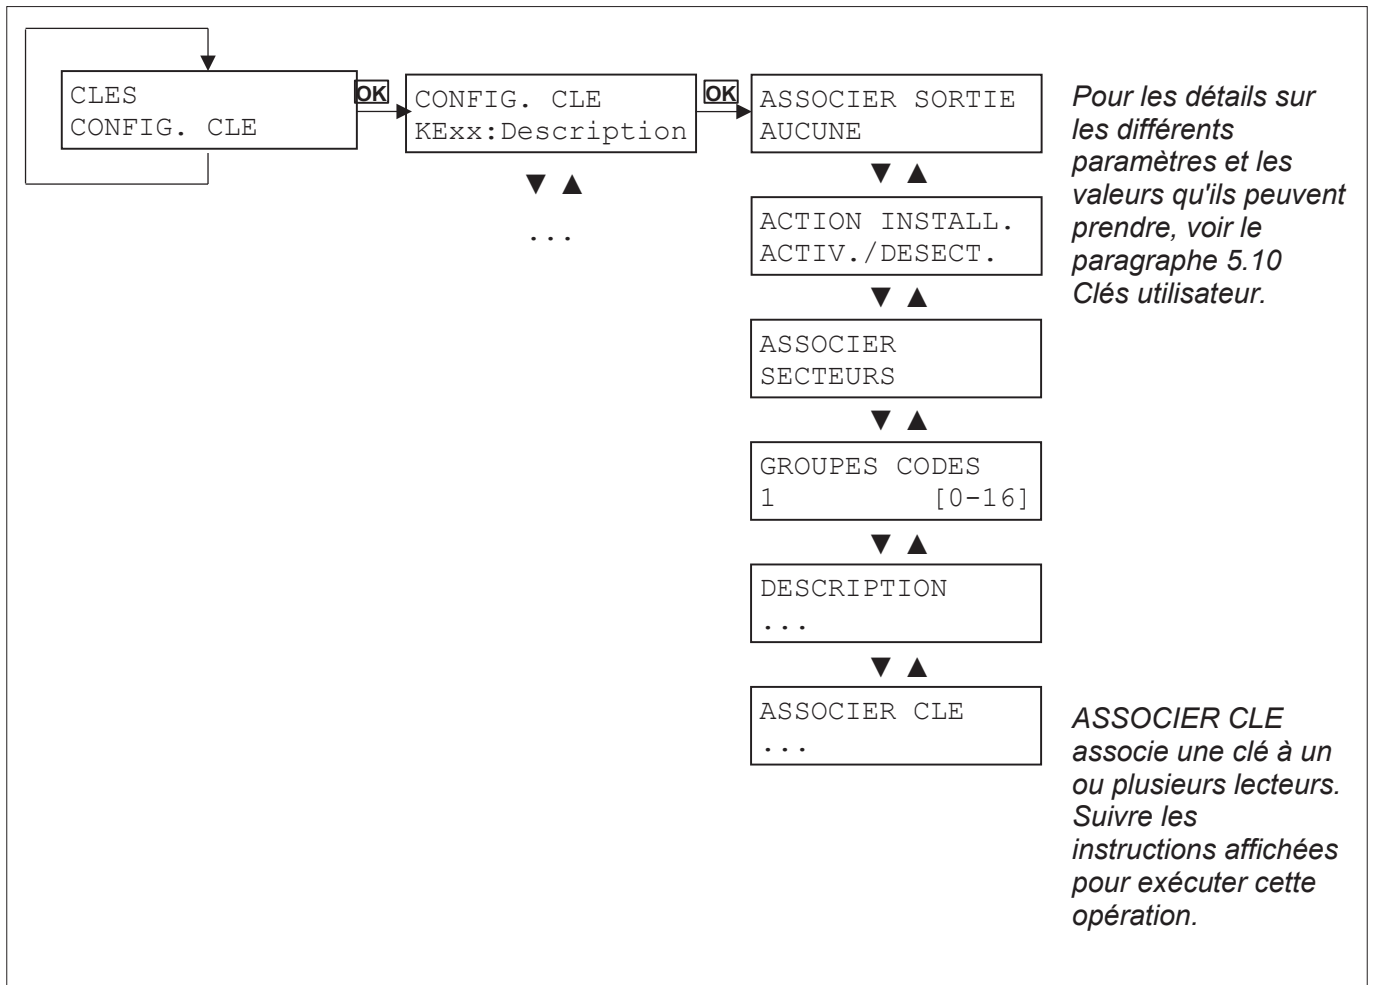 CLES
CONFIG. CLE
OK
CONFIG. CLE
KExx:Description
▼ ▲
...
OK
ASSOCIER SORTIE
AUCUNE
▼ ▲
ACTION INSTALL.
ACTIV./DESECT.
▼ ▲
ASSOCIER
SECTEURS
▼ ▲
GROUPES CODES
1 [0-16]
▼ ▲
DESCRIPTION
...
▼ ▲
ASSOCIER CLE
...
Pour les détails sur
les différents
paramètres et les
valeurs qu'ils peuvent
prendre, voir le
paragraphe 5.10
Clés utilisateur.
ASSOCIER CLE
associe une clé à un
ou plusieurs lecteurs.
Suivre les
instructions affichées
pour exécuter cette
opération.